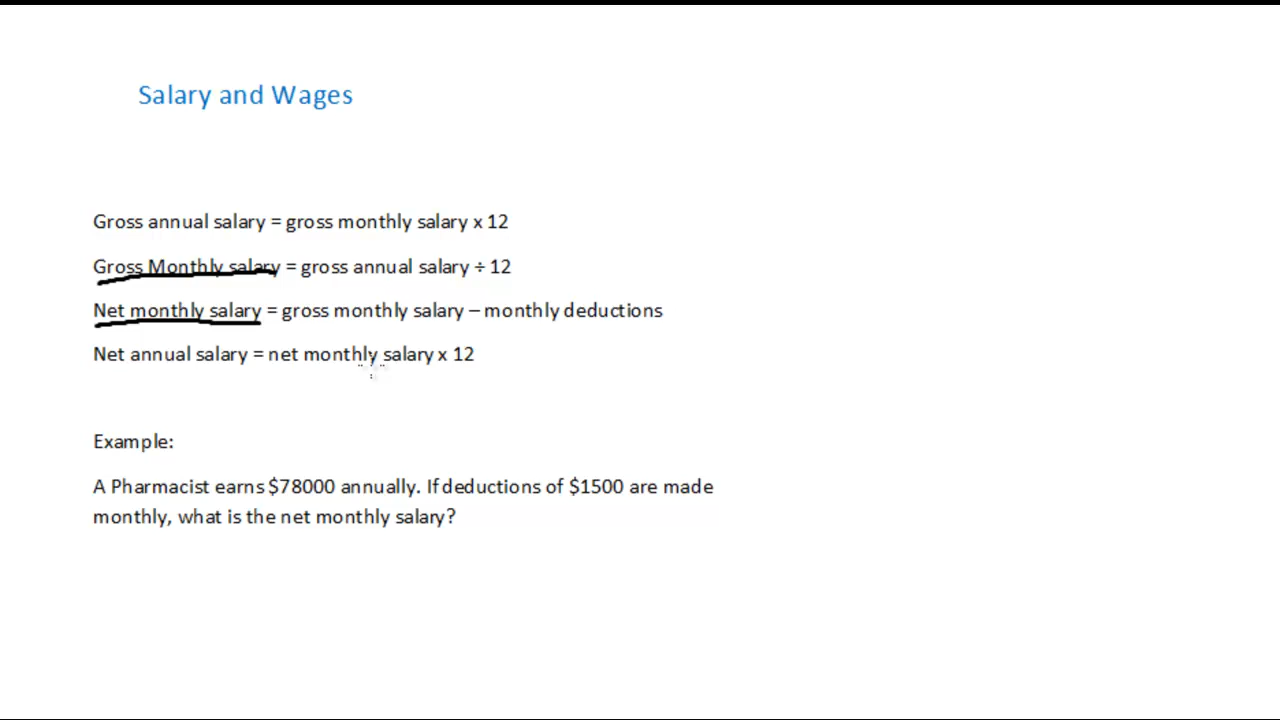 Salary and Wages
Gross annual salary = gross monthly salary x 12
Gross Monthly salary = gross annual salary ÷ 12
Net monthly salary = gross monthly salary – monthly deductions
Net annual salary = net monthly salary x 12
Example:
A Pharmacist earns $78000 annually. If deductions of $1500 are made
monthly, what is the net monthly salary?